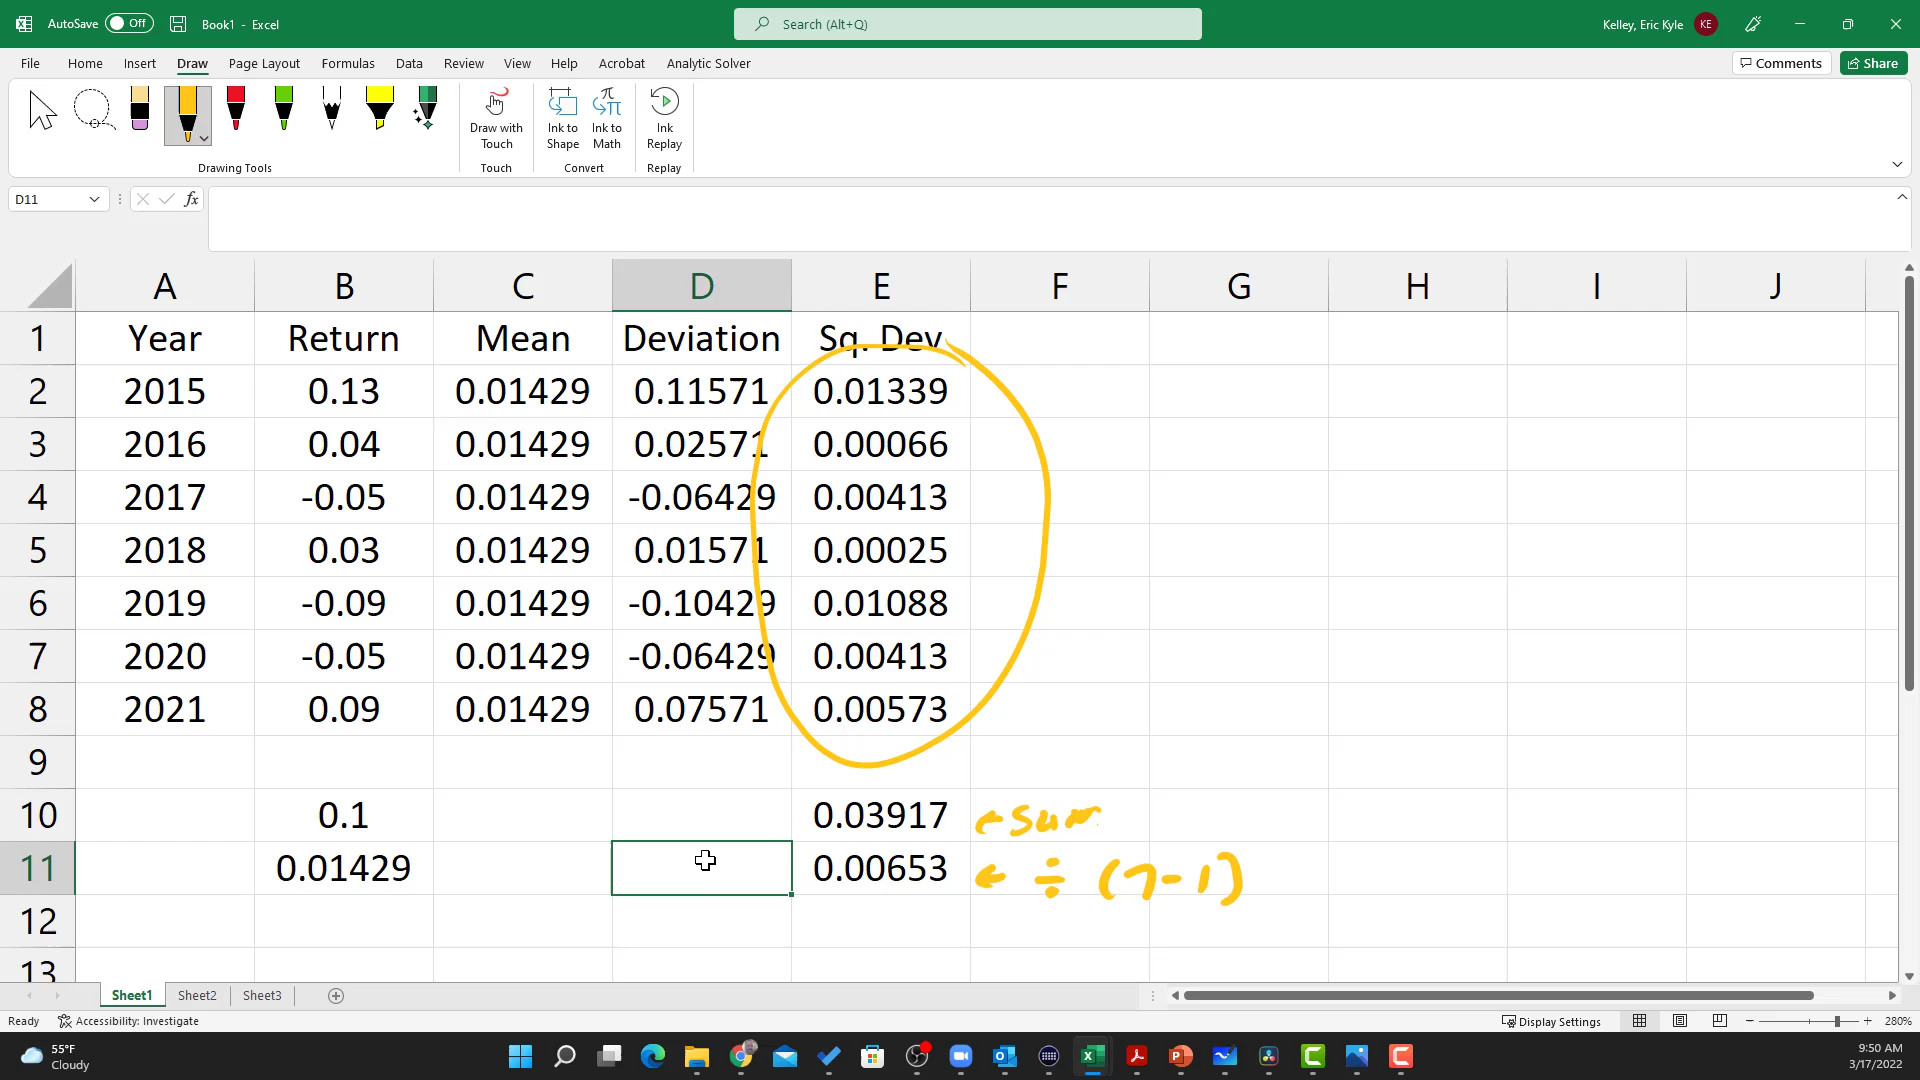 AutoSave Off Book1 - Excel Search (Alt+Q) Kelley, Eric Kyle KE
File Home Insert Draw Page Layout Formulas Data Review View Help Acrobat Analytic Solver Comments Share
Draw with Touch
Ink to Shape
Ink to Math
Ink Replay
Drawing Tools Touch Convert Replay
D11 fx
A B C D E F G H I J
1 Year Return Mean Deviation Sq. Dev
2 2015 0.13 0.01429 0.11571 0.01339
3 2016 0.04 0.01429 0.02571 0.00066
4 2017 -0.05 0.01429 -0.06429 0.00413
5 2018 0.03 0.01429 0.01571 0.00025
6 2019 -0.09 0.01429 -0.10429 0.01088
7 2020 -0.05 0.01429 -0.06429 0.00413
8 2021 0.09 0.01429 0.07571 0.00573
9
10 0.1 0.03917 ← sum
11 0.01429 0.00653 ← ÷ (7-1)
12
13
Sheet1 Sheet2 Sheet3
Ready Accessibility: Investigate Display Settings 280%
55°F
Cloudy
9:50 AM
3/17/2022